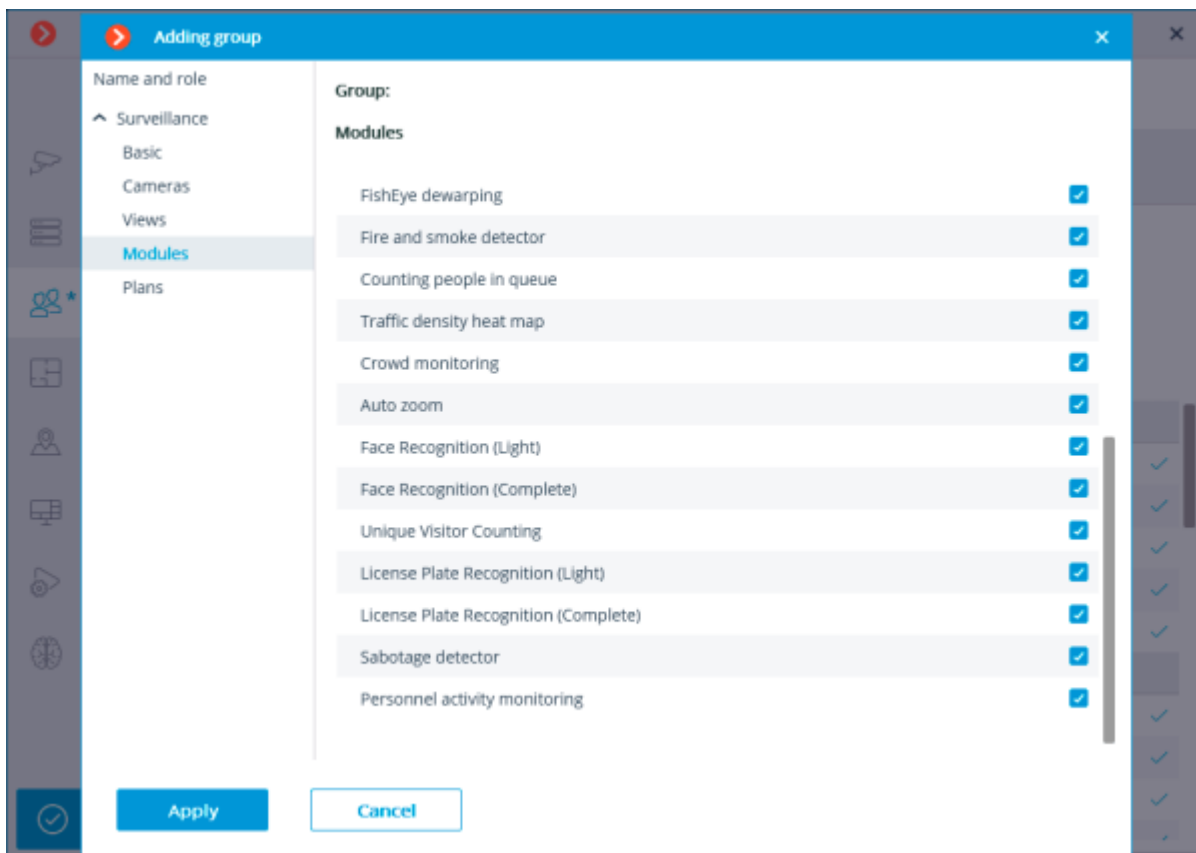 Adding group
Name and role
Surveillance
Basic
Cameras
Views
Modules
Plans
Group:
Modules
FishEye dewarping
Fire and smoke detector
Counting people in queue
Traffic density heat map
Crowd monitoring
Auto zoom
Face Recognition (Light)
Face Recognition (Complete)
Unique Visitor Counting
License Plate Recognition (Light)
License Plate Recognition (Complete)
Sabotage detector
Personnel activity monitoring
Apply
Cancel